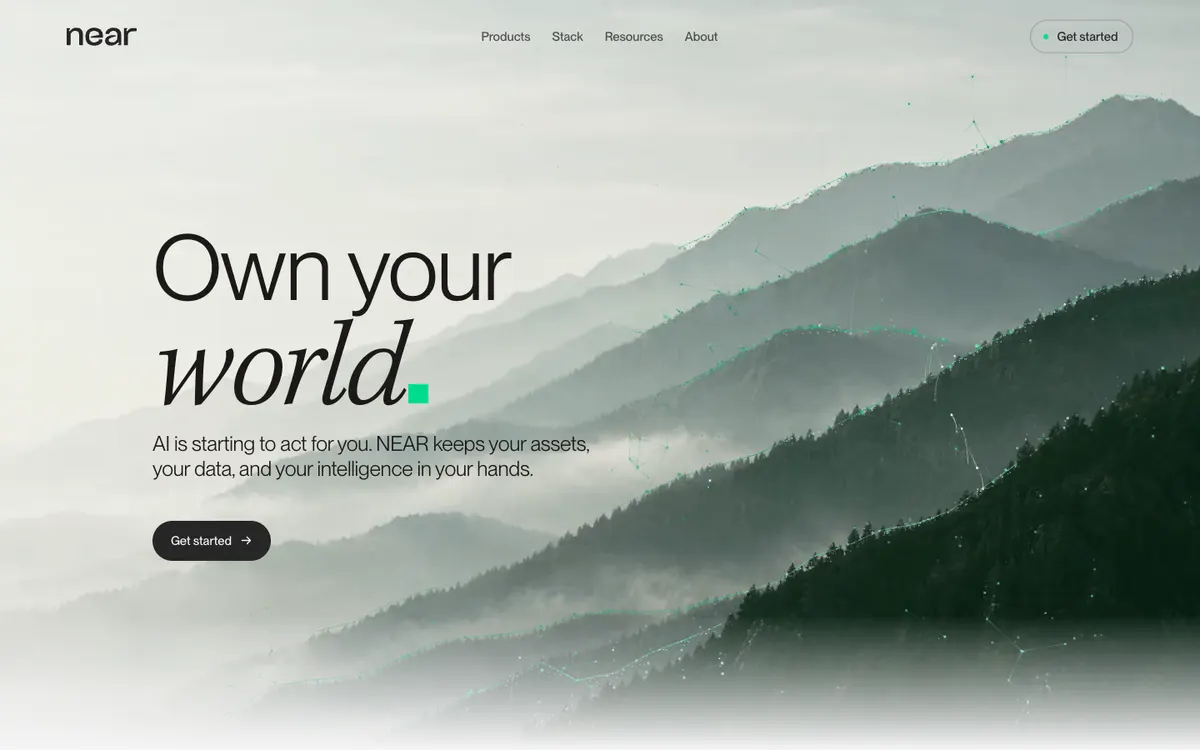 near
Products
Stack
Resources
About
Get started
Own your
world.
AI is starting to act for you. NEAR keeps your assets,
your data, and your intelligence in your hands.
Get started →